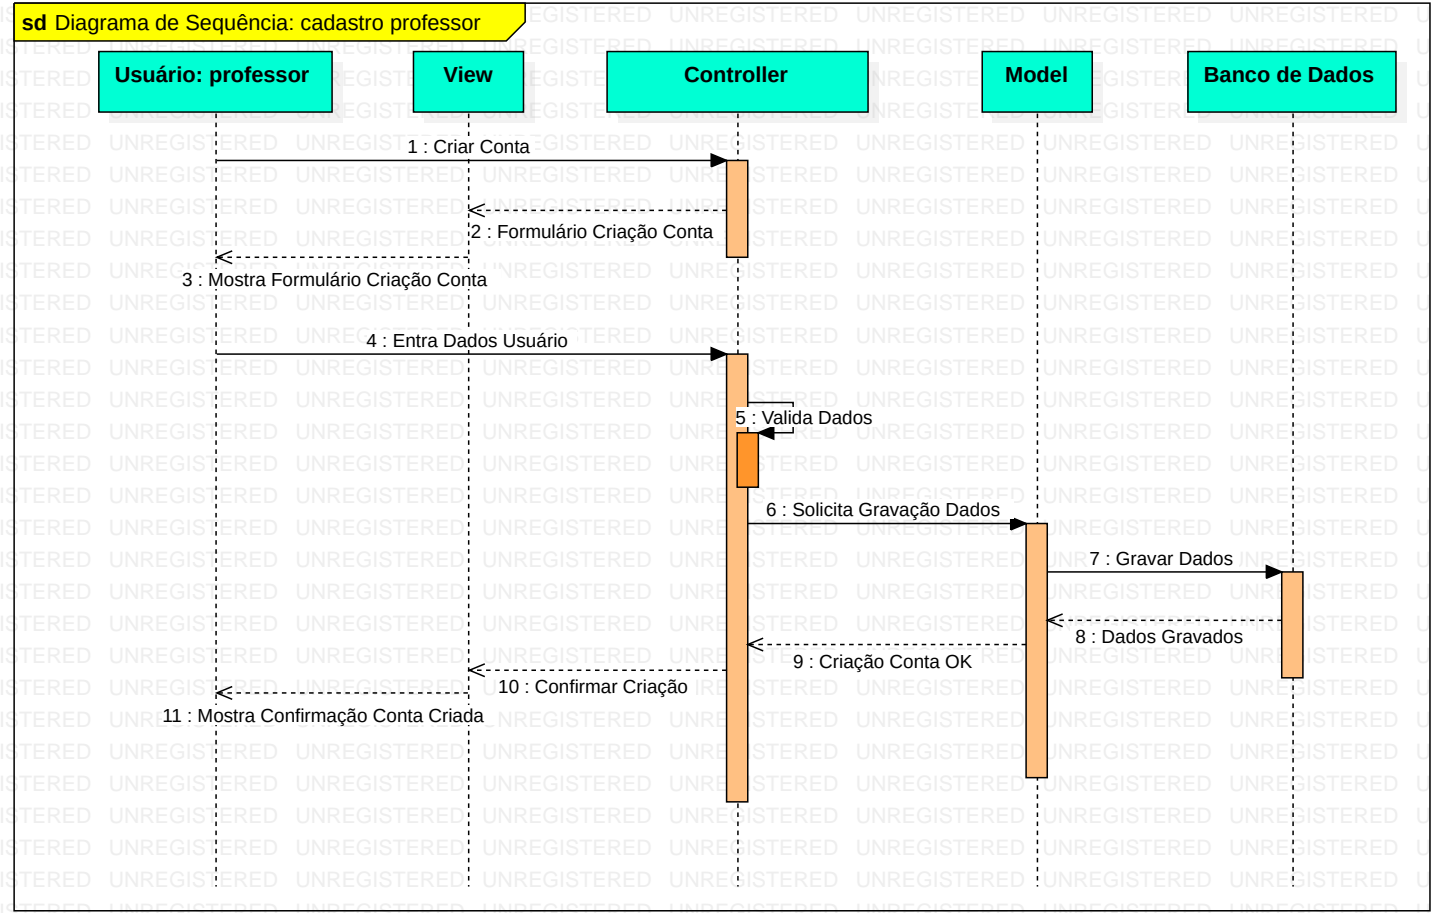 sd Diagrama de Sequência: cadastro professor
Usuário: professor
View
Controller
Model
Banco de Dados
1 : Criar Conta
2 : Formulário Criação Conta
3 : Mostra Formulário Criação Conta
4 : Entra Dados Usuário
5 : Valida Dados
6 : Solicita Gravação Dados
7 : Gravar Dados
8 : Dados Gravados
9 : Criação Conta OK
10 : Confirmar Criação
11 : Mostra Confirmação Conta Criada
UNREGISTERED